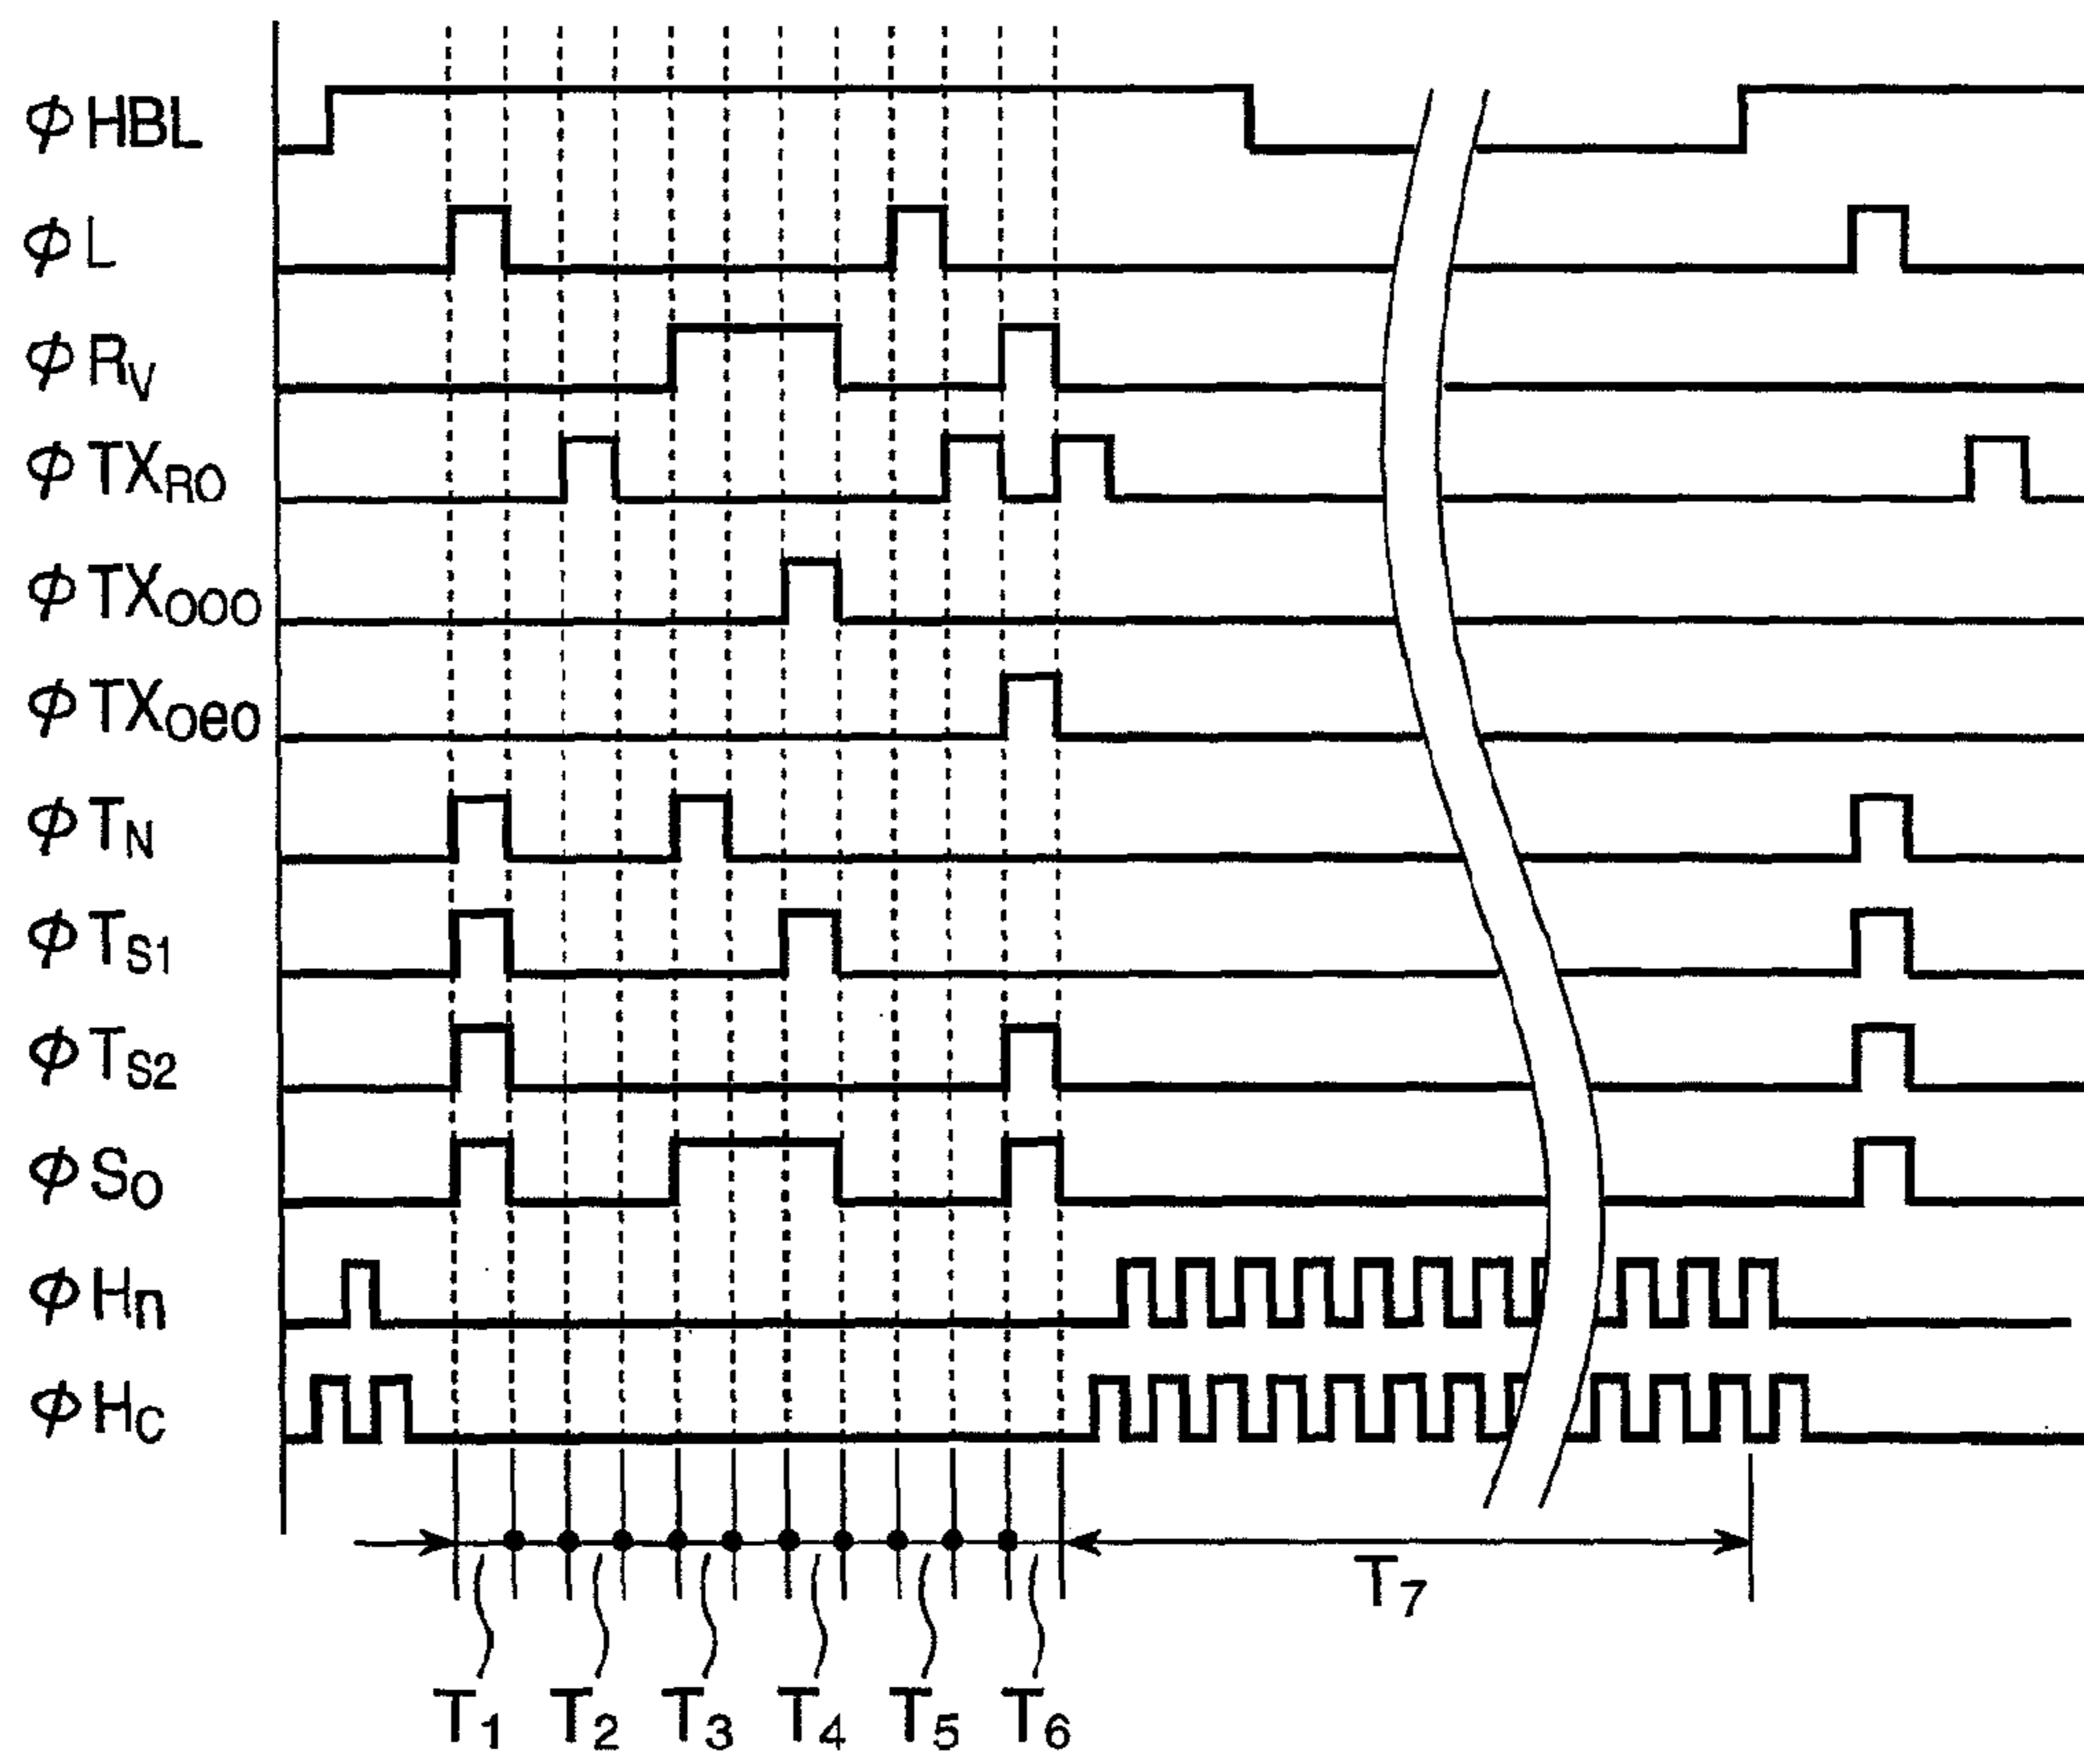 ϕHBL
ϕL
ϕR_V
ϕTX_RO
ϕTX_OOO
ϕTX_OeO
ϕT_N
ϕT_S1
ϕT_S2
ϕS_O
ϕH_n
ϕH_C
T_7
T_1 T_2 T_3 T_4 T_5 T_6